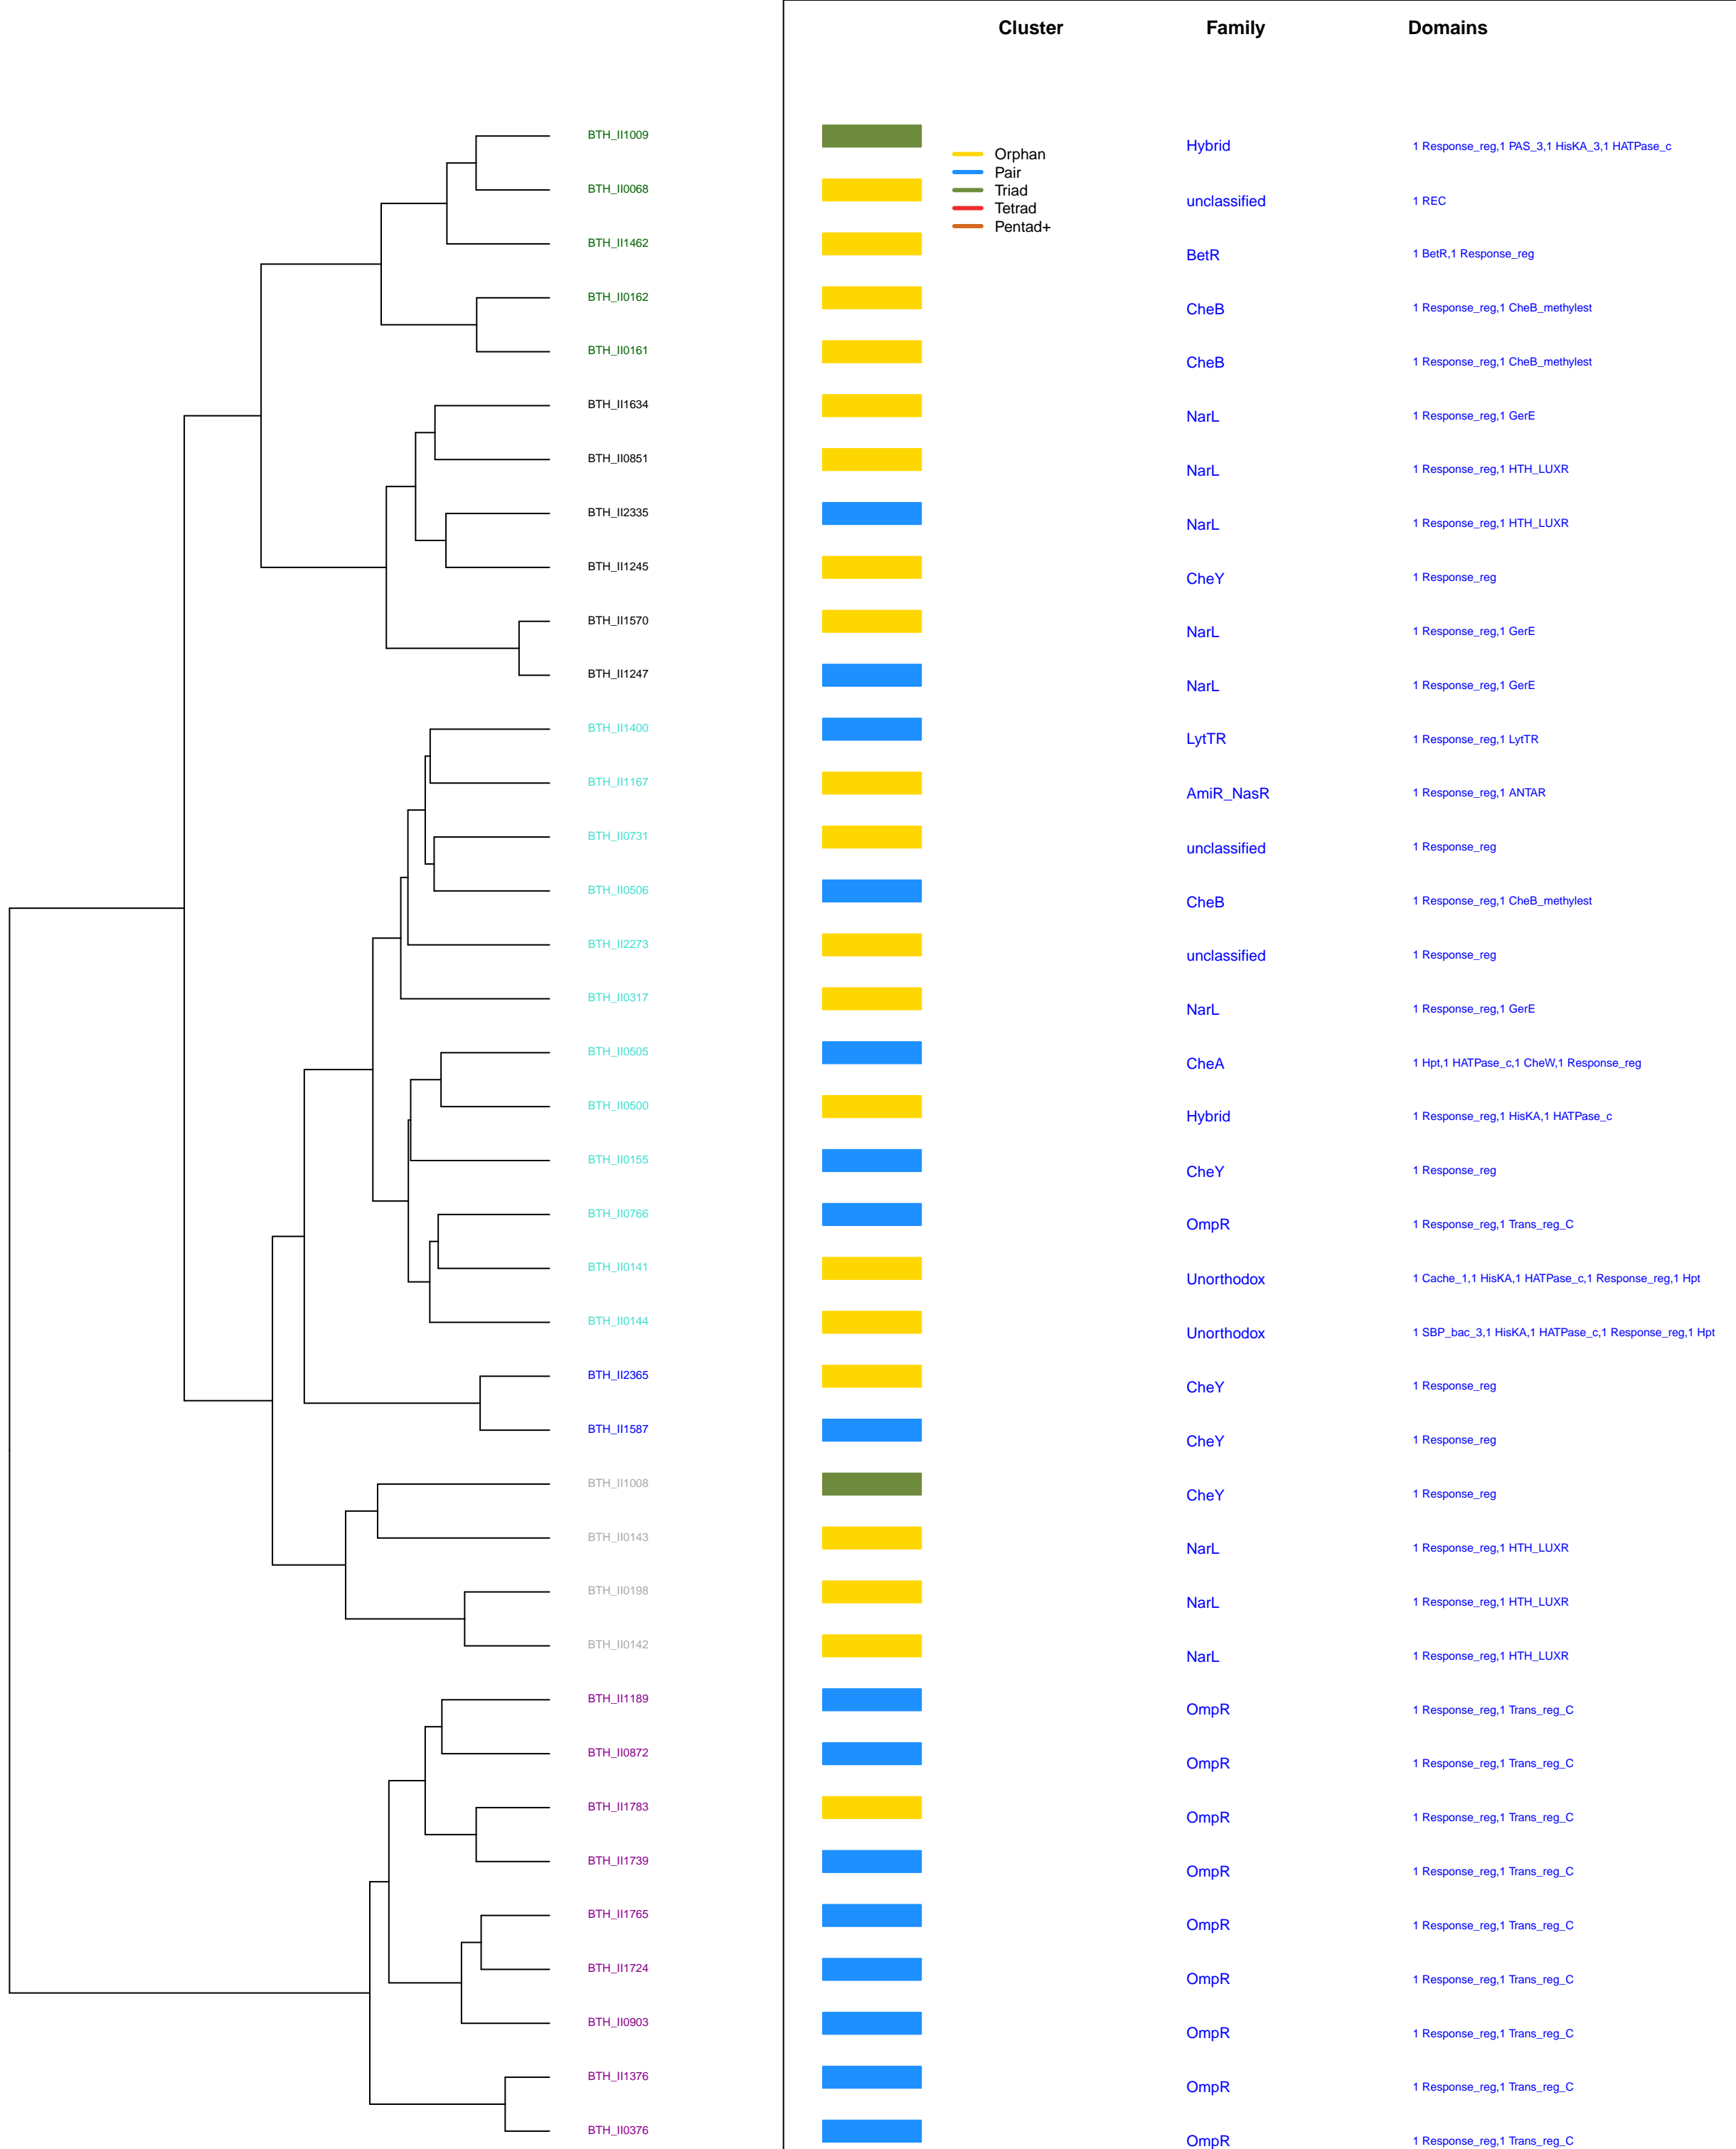 Cluster Family Domains
BTH_II1009 Hybrid 1 Response_reg,1 PAS_3,1 HisKA_3,1 HATPase_c
Orphan
Pair
Triad
Tetrad
Pentad+
BTH_II0068 unclassified 1 REC
BTH_II1462 BetR 1 BetR,1 Response_reg
BTH_II0162 CheB 1 Response_reg,1 CheB_methylest
BTH_II0161 CheB 1 Response_reg,1 CheB_methylest
BTH_II1634 NarL 1 Response_reg,1 GerE
BTH_II0851 NarL 1 Response_reg,1 HTH_LUXR
BTH_II2335 NarL 1 Response_reg,1 HTH_LUXR
BTH_II1245 CheY 1 Response_reg
BTH_II1570 NarL 1 Response_reg,1 GerE
BTH_II1247 NarL 1 Response_reg,1 GerE
BTH_II1400 LytTR 1 Response_reg,1 LytTR
BTH_II1167 AmiR_NasR 1 Response_reg,1 ANTAR
BTH_II0731 unclassified 1 Response_reg
BTH_II0506 CheB 1 Response_reg,1 CheB_methylest
BTH_II2273 unclassified 1 Response_reg
BTH_II0317 NarL 1 Response_reg,1 GerE
BTH_II0505 CheA 1 Hpt,1 HATPase_c,1 CheW,1 Response_reg
BTH_II0500 Hybrid 1 Response_reg,1 HisKA,1 HATPase_c
BTH_II0155 CheY 1 Response_reg
BTH_II0766 OmpR 1 Response_reg,1 Trans_reg_C
BTH_II0141 Unorthodox 1 Cache_1,1 HisKA,1 HATPase_c,1 Response_reg,1 Hpt
BTH_II0144 Unorthodox 1 SBP_bac_3,1 HisKA,1 HATPase_c,1 Response_reg,1 Hpt
BTH_II2365 CheY 1 Response_reg
BTH_II1587 CheY 1 Response_reg
BTH_II1008 CheY 1 Response_reg
BTH_II0143 NarL 1 Response_reg,1 HTH_LUXR
BTH_II0198 NarL 1 Response_reg,1 HTH_LUXR
BTH_II0142 NarL 1 Response_reg,1 HTH_LUXR
BTH_II1189 OmpR 1 Response_reg,1 Trans_reg_C
BTH_II0872 OmpR 1 Response_reg,1 Trans_reg_C
BTH_II1783 OmpR 1 Response_reg,1 Trans_reg_C
BTH_II1739 OmpR 1 Response_reg,1 Trans_reg_C
BTH_II1765 OmpR 1 Response_reg,1 Trans_reg_C
BTH_II1724 OmpR 1 Response_reg,1 Trans_reg_C
BTH_II0903 OmpR 1 Response_reg,1 Trans_reg_C
BTH_II1376 OmpR 1 Response_reg,1 Trans_reg_C
BTH_II0376 OmpR 1 Response_reg,1 Trans_reg_C